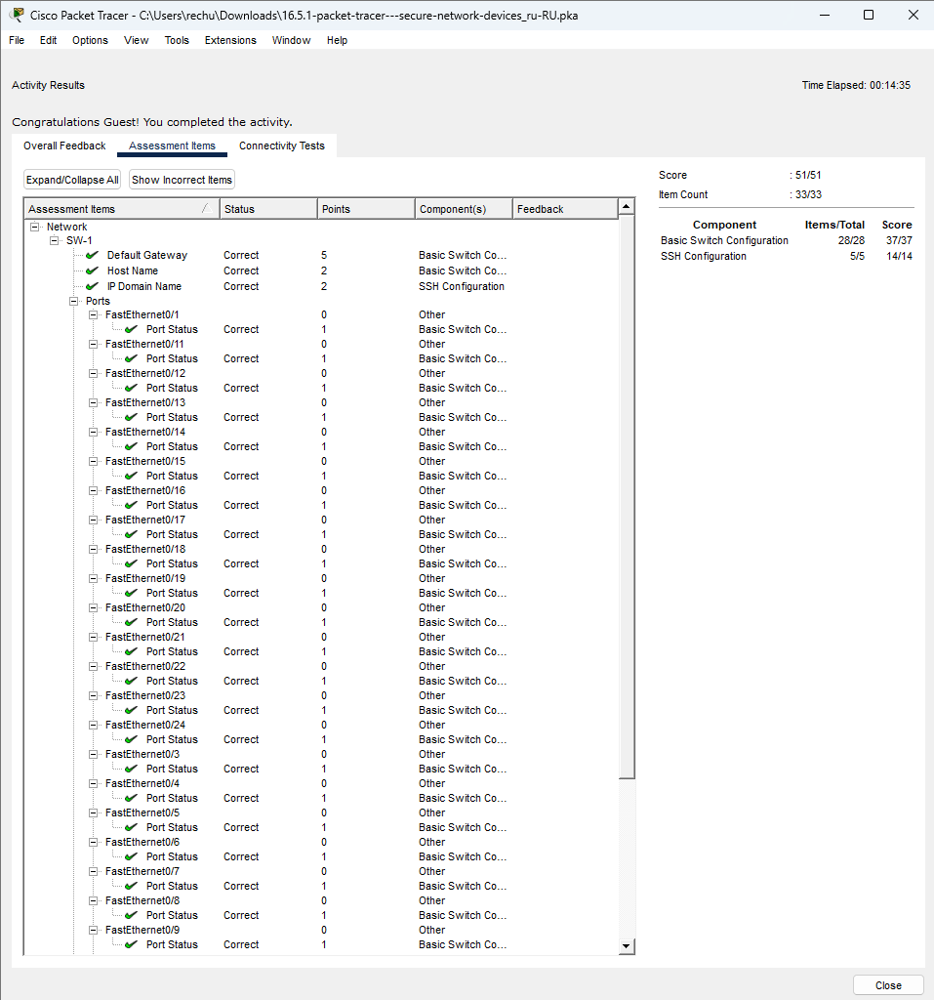 Cisco Packet Tracer - C:\Users\rechu\Downloads\16.5.1-packet-tracer---secure-network-devices_ru-RU.pka
File Edit Options View Tools Extensions Window Help
Activity Results Time Elapsed: 00:14:35
Congratulations Guest! You completed the activity.
Overall Feedback Assessment Items Connectivity Tests
Expand/Collapse All Show Incorrect Items
Assessment Items Status Points Component(s) Feedback
Network
SW-1
Default Gateway Correct 5 Basic Switch Co...
Host Name Correct 2 Basic Switch Co...
IP Domain Name Correct 2 SSH Configuration
Ports
FastEthernet0/1 0 Other
Port Status Correct 1 Basic Switch Co...
FastEthernet0/11 0 Other
Port Status Correct 1 Basic Switch Co...
FastEthernet0/12 0 Other
Port Status Correct 1 Basic Switch Co...
FastEthernet0/13 0 Other
Port Status Correct 1 Basic Switch Co...
FastEthernet0/14 0 Other
Port Status Correct 1 Basic Switch Co...
FastEthernet0/15 0 Other
Port Status Correct 1 Basic Switch Co...
FastEthernet0/16 0 Other
Port Status Correct 1 Basic Switch Co...
FastEthernet0/17 0 Other
Port Status Correct 1 Basic Switch Co...
FastEthernet0/18 0 Other
Port Status Correct 1 Basic Switch Co...
FastEthernet0/19 0 Other
Port Status Correct 1 Basic Switch Co...
FastEthernet0/20 0 Other
Port Status Correct 1 Basic Switch Co...
FastEthernet0/21 0 Other
Port Status Correct 1 Basic Switch Co...
FastEthernet0/22 0 Other
Port Status Correct 1 Basic Switch Co...
FastEthernet0/23 0 Other
Port Status Correct 1 Basic Switch Co...
FastEthernet0/24 0 Other
Port Status Correct 1 Basic Switch Co...
FastEthernet0/3 0 Other
Port Status Correct 1 Basic Switch Co...
FastEthernet0/4 0 Other
Port Status Correct 1 Basic Switch Co...
FastEthernet0/5 0 Other
Port Status Correct 1 Basic Switch Co...
FastEthernet0/6 0 Other
Port Status Correct 1 Basic Switch Co...
FastEthernet0/7 0 Other
Port Status Correct 1 Basic Switch Co...
FastEthernet0/8 0 Other
Port Status Correct 1 Basic Switch Co...
FastEthernet0/9 0 Other
Port Status Correct 1 Basic Switch Co...
Score : 51/51
Item Count : 33/33
Component Items/Total Score
Basic Switch Configuration 28/28 37/37
SSH Configuration 5/5 14/14
Close